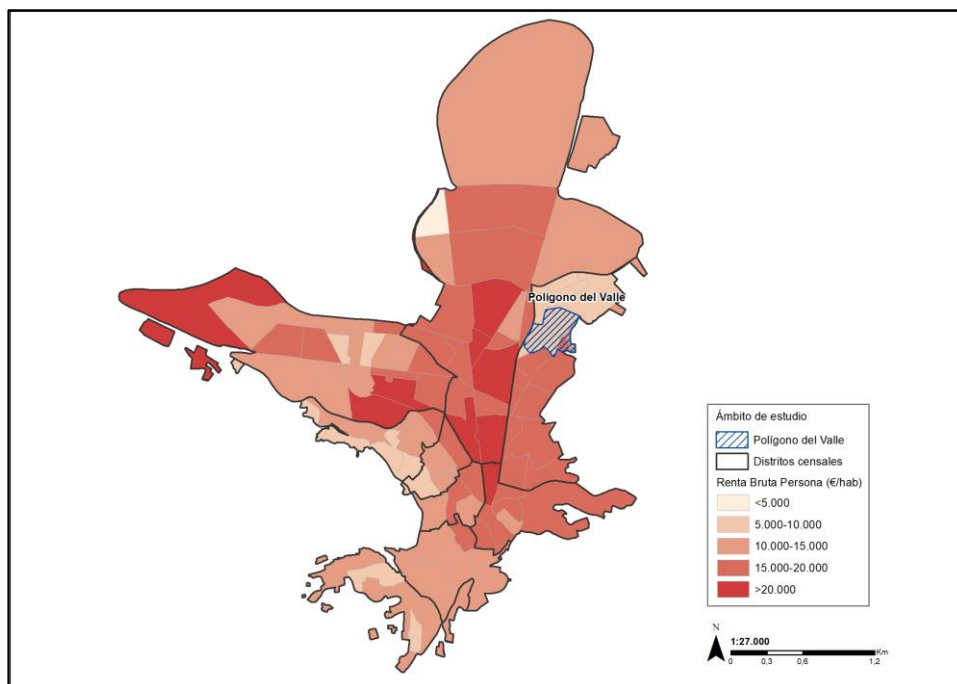 Polígono del Valle
Ámbito de estudio
Polígono del Valle
Distritos censales
Renta Bruta Persona (€/hab)
<5.000
5.000-10.000
10.000-15.000
15.000-20.000
>20.000
N
1:27.000
Km
0 0,3 0,6 1,2